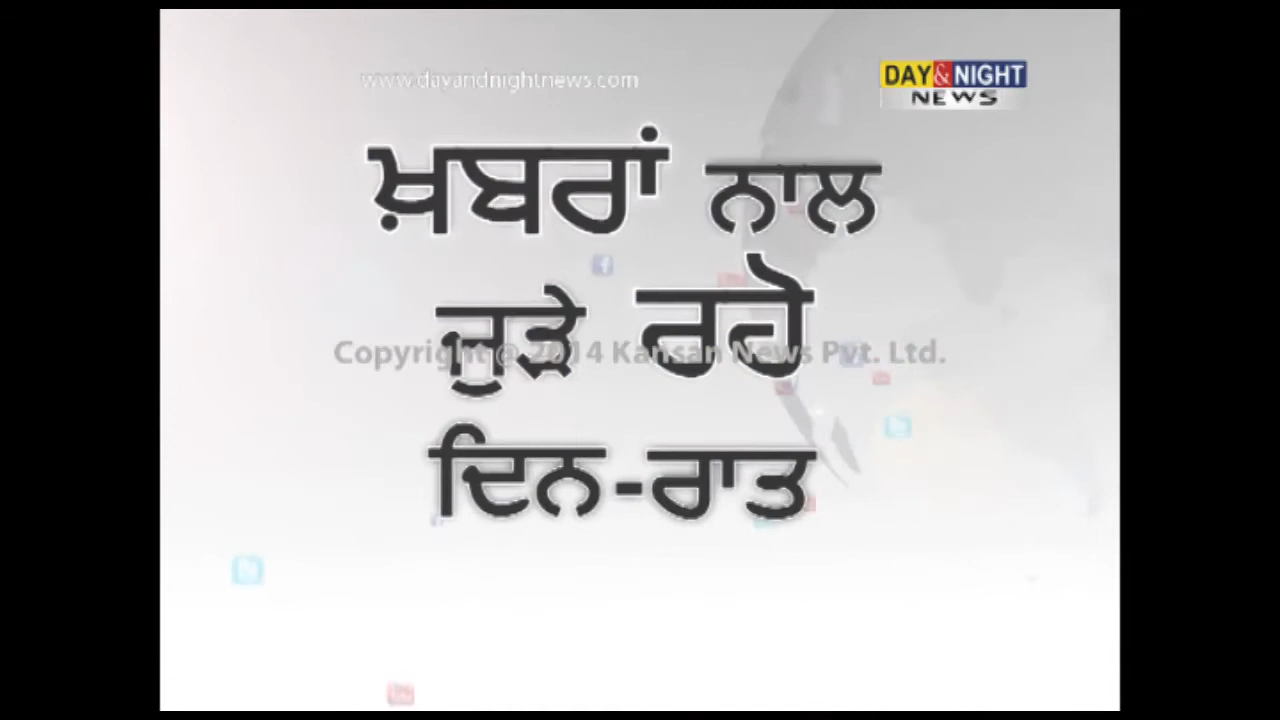 www.dayandnightnews.com
DAY&NIGHT
NEWS
ਖ਼ਬਰਾਂ ਨਾਲ
ਜੁੜੇ ਰਹੋ
Copyright @ 2014 Kansan News Pvt. Ltd.
ਦਿਨ-ਰਾਤ